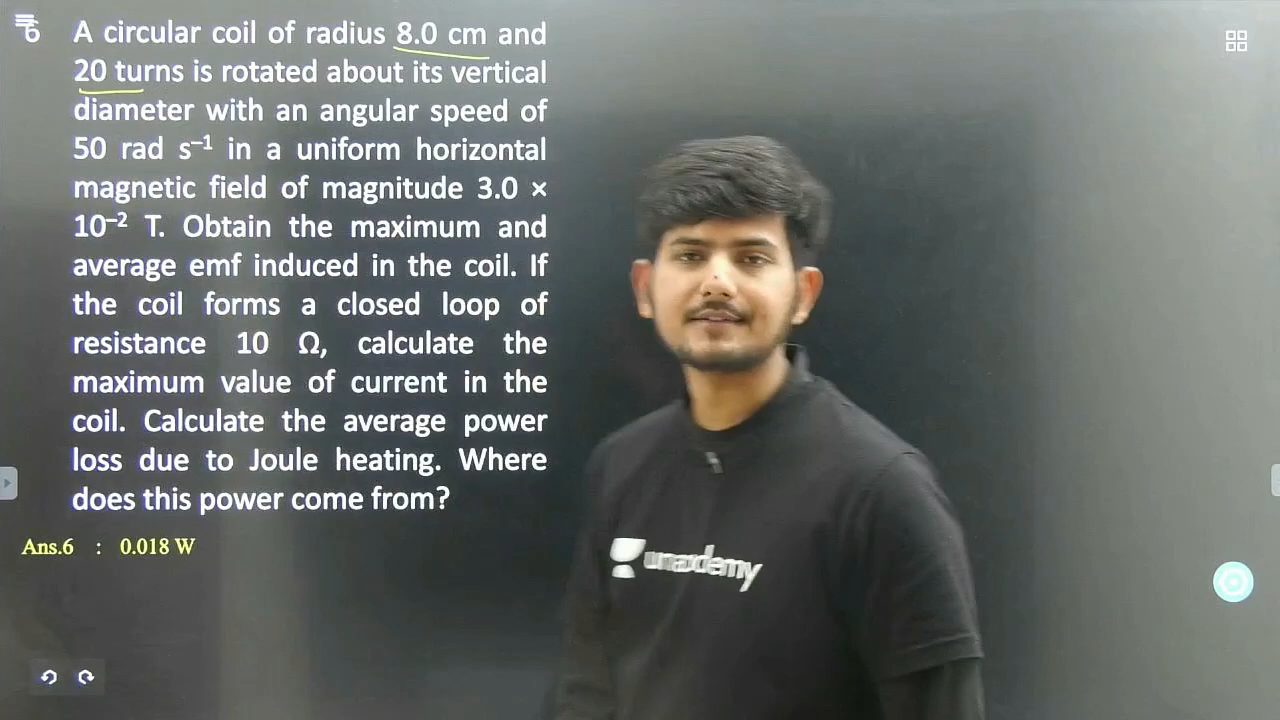 6 A circular coil of radius 8.0 cm and
20 turns is rotated about its vertical
diameter with an angular speed of
50 rad s⁻¹ in a uniform horizontal
magnetic field of magnitude 3.0 ×
10⁻² T. Obtain the maximum and
average emf induced in the coil. If
the coil forms a closed loop of
resistance 10 Ω, calculate the
maximum value of current in the
coil. Calculate the average power
loss due to Joule heating. Where
does this power come from?
Ans.6 : 0.018 W
unacademy